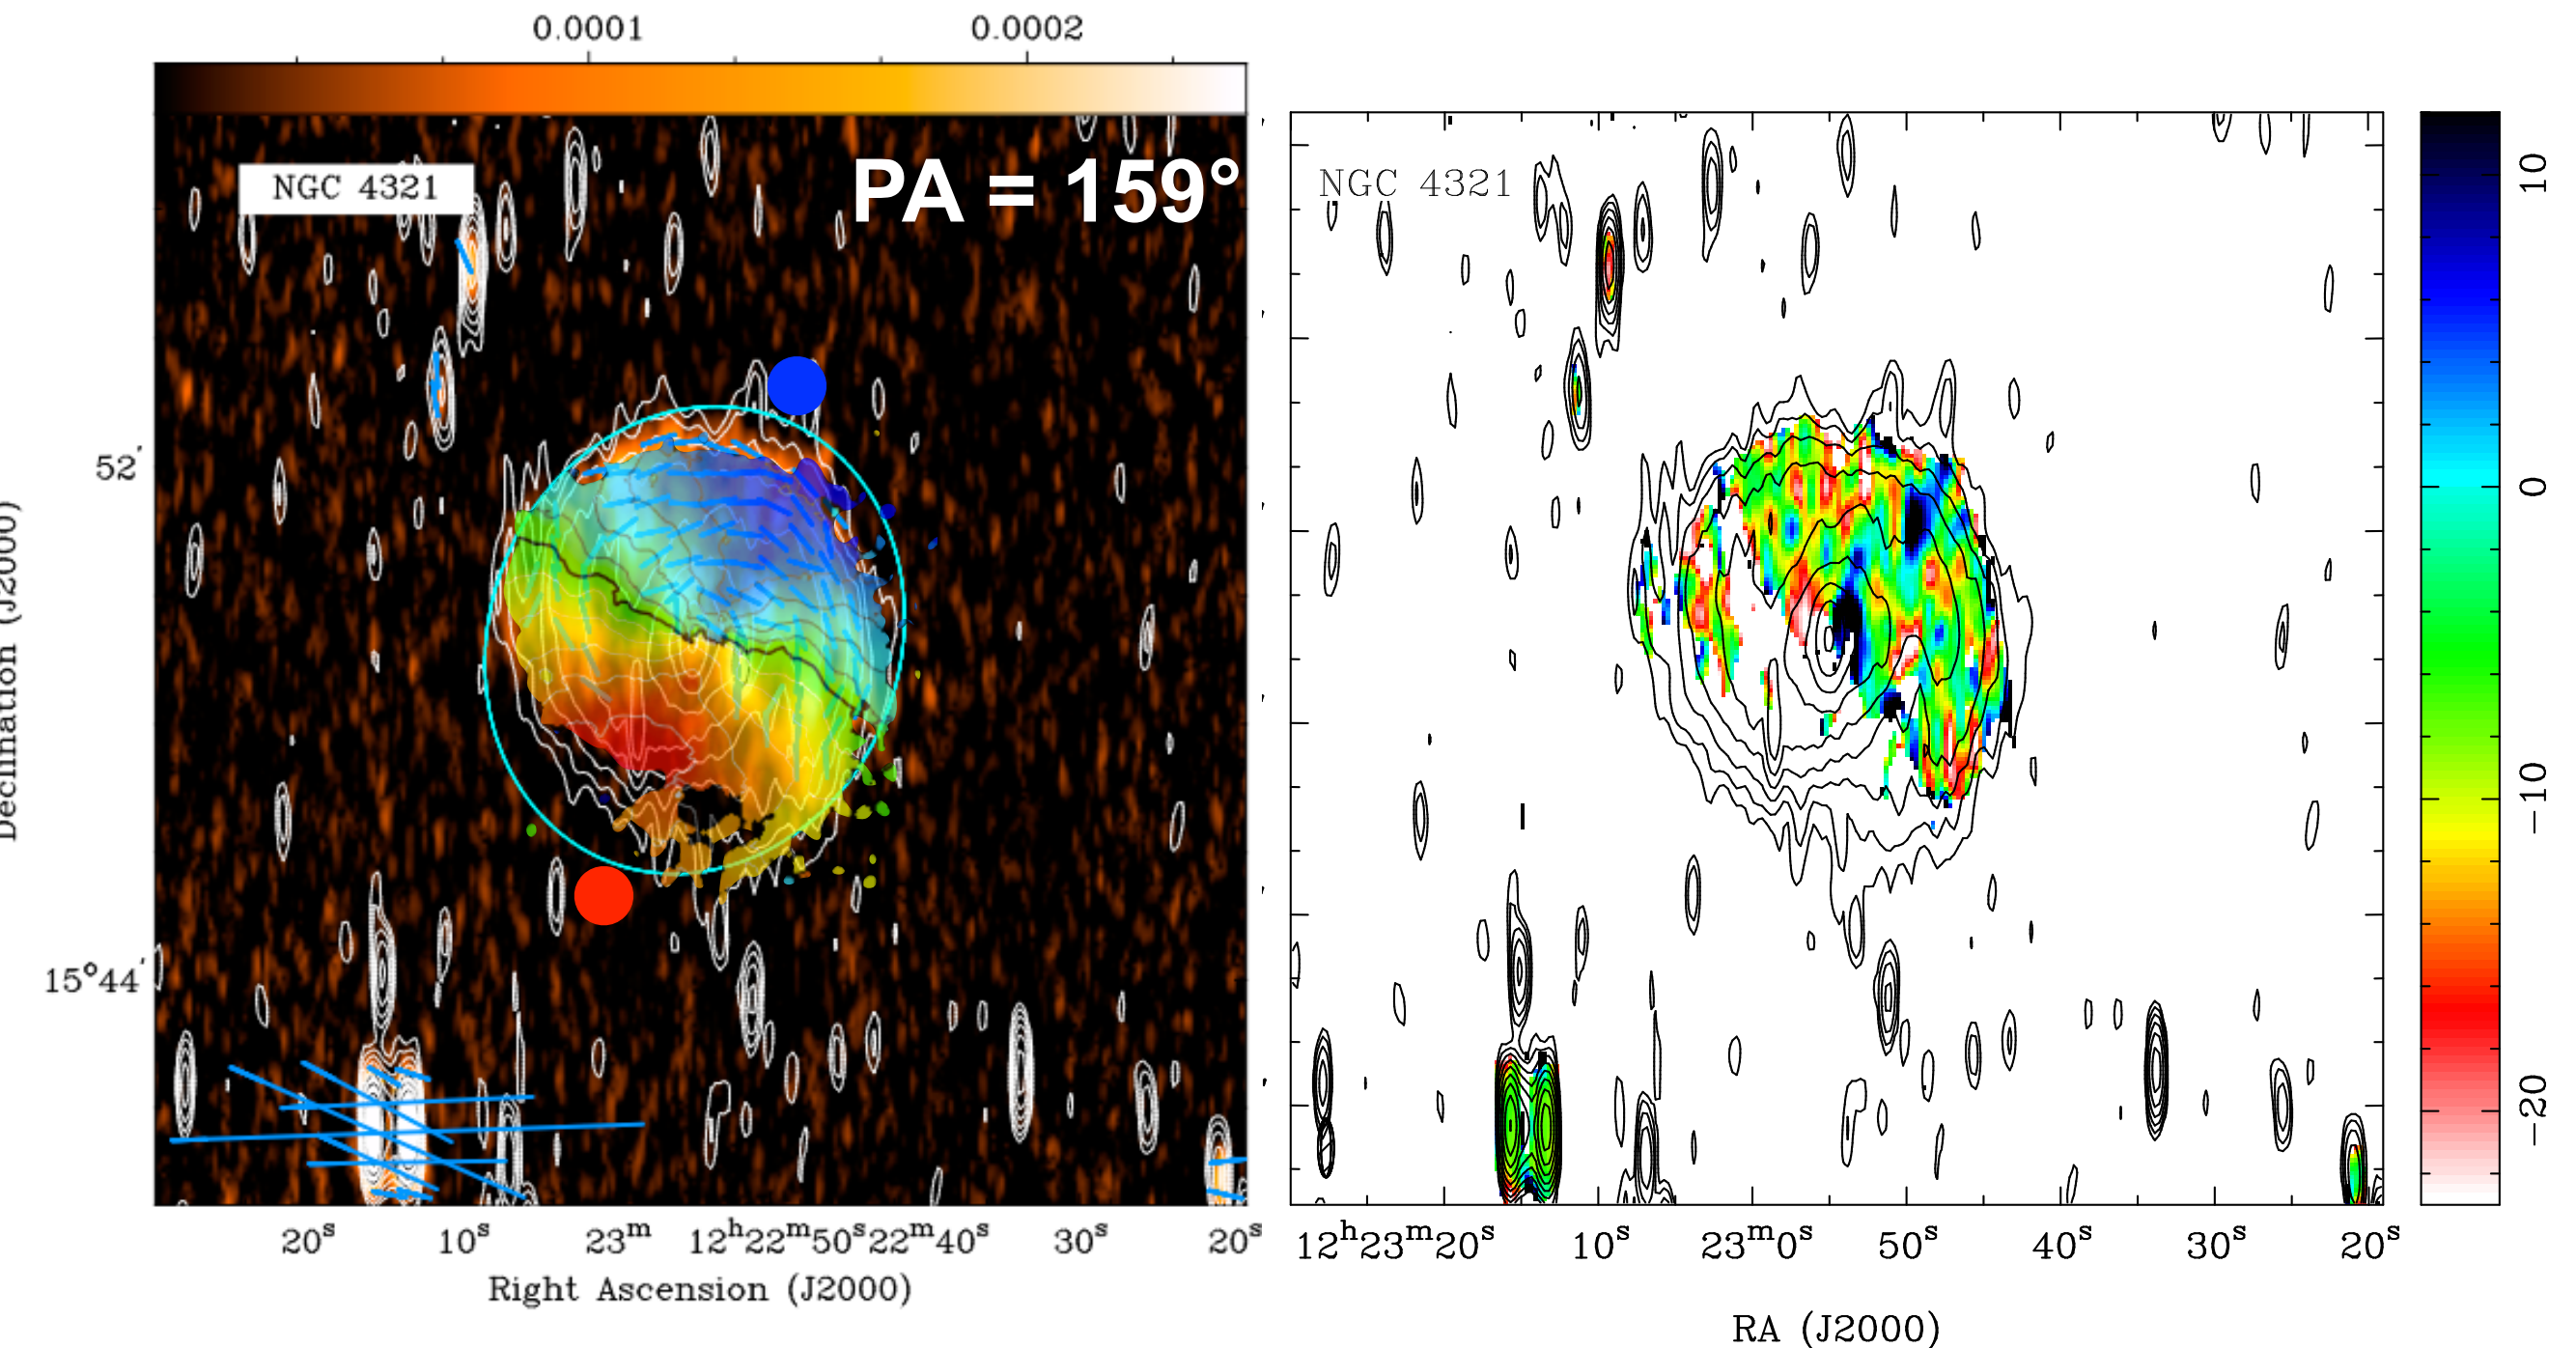 0.0001 0.0002
NGC 4321
PA = 159°
52′
15°44′
Declination (J2000)
20s 10s 23m 12h22m50s 22m40s 30s 20s
Right Ascension (J2000)
NGC 4321
12h23m20s 10s 23m0s 50s 40s 30s 20s
RA (J2000)
10
0
−10
−20